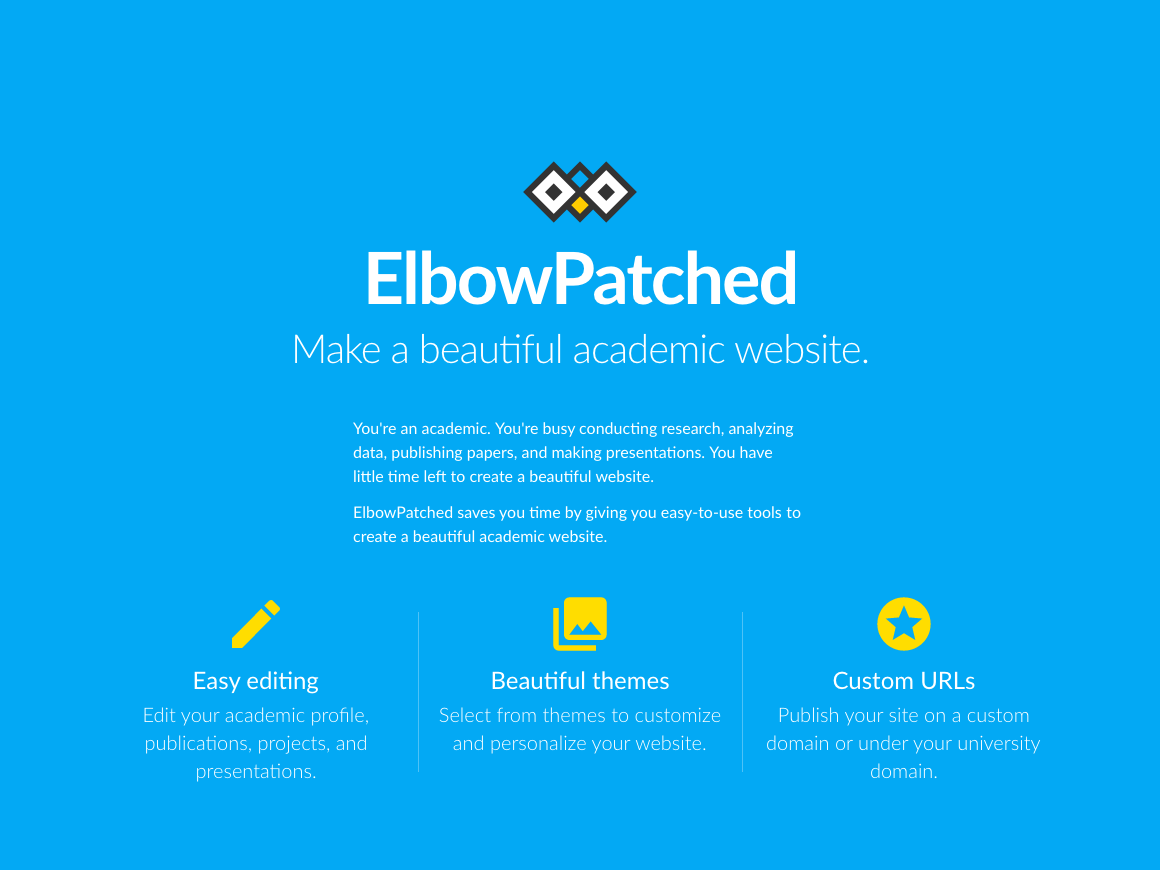 ElbowPatched
Make a beautiful academic website.
You're an academic. You're busy conducting research, analyzing
data, publishing papers, and making presentations. You have
little time left to create a beautiful website.
ElbowPatched saves you time by giving you easy-to-use tools to
create a beautiful academic website.
Easy editing
Edit your academic profile,
publications, projects, and
presentations.
Beautiful themes
Select from themes to customize
and personalize your website.
Custom URLs
Publish your site on a custom
domain or under your university
domain.